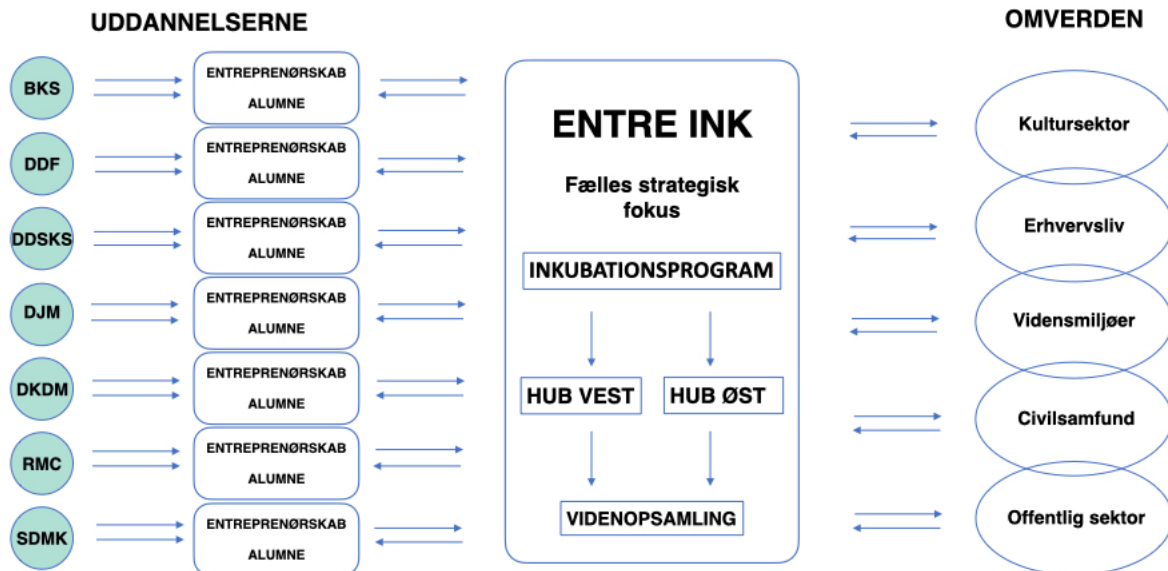 UDDANNELSERNE
BKS
ENTREPRENØRSKAB
ALUMNE
DDF
ENTREPRENØRSKAB
ALUMNE
DDSKS
ENTREPRENØRSKAB
ALUMNE
DJM
ENTREPRENØRSKAB
ALUMNE
DKDM
ENTREPRENØRSKAB
ALUMNE
RMC
ENTREPRENØRSKAB
ALUMNE
SDMK
ENTREPRENØRSKAB
ALUMNE
ENTRE INK
Fælles strategisk
fokus
INKUBATIONSPROGRAM
HUB VEST
HUB ØST
VIDENOPSAMLING
OMVERDEN
Kultursektor
Erhvervsliv
Vidensmiljøer
Civilsamfund
Offentlig sektor